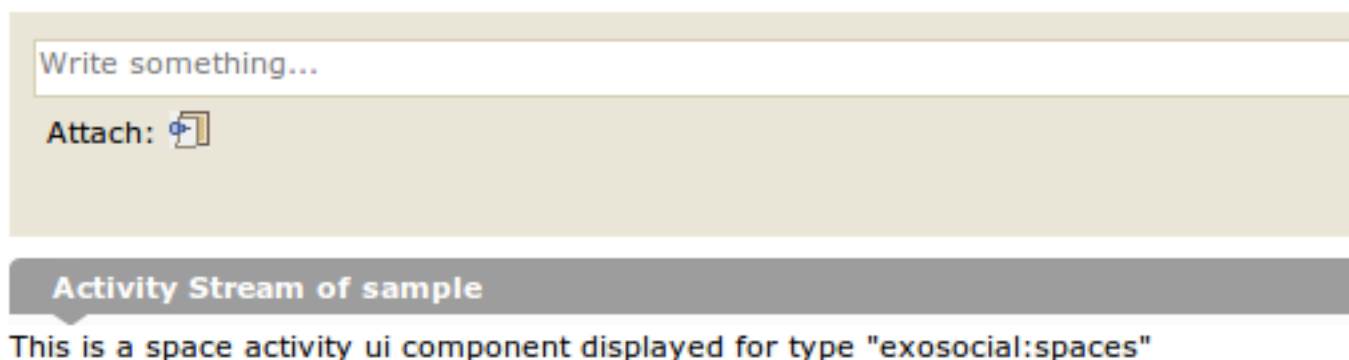 Write something...
Attach:
Activity Stream of sample
This is a space activity ui component displayed for type "exosocial:spaces"